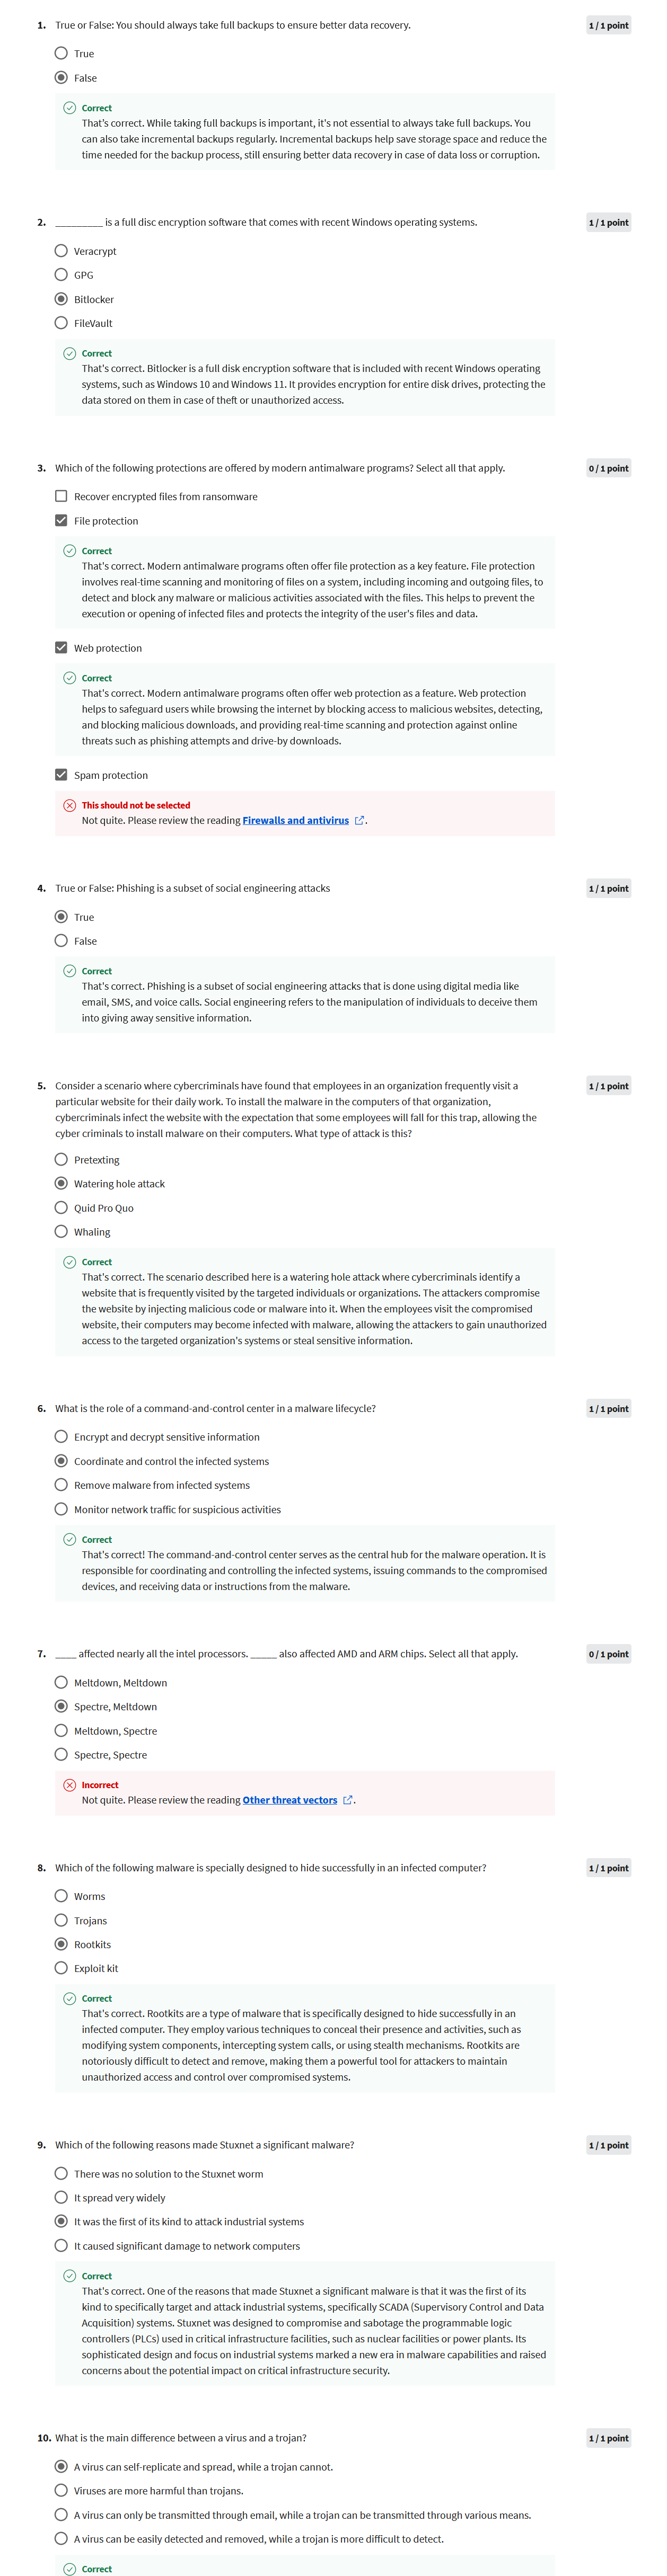 1. True or False: You should always take full backups to ensure better data recovery.
1 / 1 point
True
False
Correct
That's correct. While taking full backups is important, it's not essential to always take full backups. You
can also take incremental backups regularly. Incremental backups help save storage space and reduce the
time needed for the backup process, still ensuring better data recovery in case of data loss or corruption.
2. _________ is a full disc encryption software that comes with recent Windows operating systems.
1 / 1 point
Veracrypt
GPG
Bitlocker
FileVault
Correct
That's correct. Bitlocker is a full disk encryption software that is included with recent Windows operating
systems, such as Windows 10 and Windows 11. It provides encryption for entire disk drives, protecting the
data stored on them in case of theft or unauthorized access.
3. Which of the following protections are offered by modern antimalware programs? Select all that apply.
0 / 1 point
Recover encrypted files from ransomware
File protection
Correct
That's correct. Modern antimalware programs often offer file protection as a key feature. File protection
involves real-time scanning and monitoring of files on a system, including incoming and outgoing files, to
detect and block any malware or malicious activities associated with the files. This helps to prevent the
execution or opening of infected files and protects the integrity of the user's files and data.
Web protection
Correct
That's correct. Modern antimalware programs often offer web protection as a feature. Web protection
helps to safeguard users while browsing the internet by blocking access to malicious websites, detecting,
and blocking malicious downloads, and providing real-time scanning and protection against online
threats such as phishing attempts and drive-by downloads.
Spam protection
This should not be selected
Not quite. Please review the reading Firewalls and antivirus .
4. True or False: Phishing is a subset of social engineering attacks
1 / 1 point
True
False
Correct
That's correct. Phishing is a subset of social engineering attacks that is done using digital media like
email, SMS, and voice calls. Social engineering refers to the manipulation of individuals to deceive them
into giving away sensitive information.
5. Consider a scenario where cybercriminals have found that employees in an organization frequently visit a
1 / 1 point
particular website for their daily work. To install the malware in the computers of that organization,
cybercriminals infect the website with the expectation that some employees will fall for this trap, allowing the
cyber criminals to install malware on their computers. What type of attack is this?
Pretexting
Watering hole attack
Quid Pro Quo
Whaling
Correct
That's correct. The scenario described here is a watering hole attack where cybercriminals identify a
website that is frequently visited by the targeted individuals or organizations. The attackers compromise
the website by injecting malicious code or malware into it. When the employees visit the compromised
website, their computers may become infected with malware, allowing the attackers to gain unauthorized
access to the targeted organization's systems or steal sensitive information.
6. What is the role of a command-and-control center in a malware lifecycle?
1 / 1 point
Encrypt and decrypt sensitive information
Coordinate and control the infected systems
Remove malware from infected systems
Monitor network traffic for suspicious activities
Correct
That's correct! The command-and-control center serves as the central hub for the malware operation. It is
responsible for coordinating and controlling the infected systems, issuing commands to the compromised
devices, and receiving data or instructions from the malware.
7. ____ affected nearly all the intel processors. _____ also affected AMD and ARM chips. Select all that apply.
0 / 1 point
Meltdown, Meltdown
Spectre, Meltdown
Meltdown, Spectre
Spectre, Spectre
Incorrect
Not quite. Please review the reading Other threat vectors .
8. Which of the following malware is specially designed to hide successfully in an infected computer?
1 / 1 point
Worms
Trojans
Rootkits
Exploit kit
Correct
That's correct. Rootkits are a type of malware that is specifically designed to hide successfully in an
infected computer. They employ various techniques to conceal their presence and activities, such as
modifying system components, intercepting system calls, or using stealth mechanisms. Rootkits are
notoriously difficult to detect and remove, making them a powerful tool for attackers to maintain
unauthorized access and control over compromised systems.
9. Which of the following reasons made Stuxnet a significant malware?
1 / 1 point
There was no solution to the Stuxnet worm
It spread very widely
It was the first of its kind to attack industrial systems
It caused significant damage to network computers
Correct
That's correct. One of the reasons that made Stuxnet a significant malware is that it was the first of its
kind to specifically target and attack industrial systems, specifically SCADA (Supervisory Control and Data
Acquisition) systems. Stuxnet was designed to compromise and sabotage the programmable logic
controllers (PLCs) used in critical infrastructure facilities, such as nuclear facilities or power plants. Its
sophisticated design and focus on industrial systems marked a new era in malware capabilities and raised
concerns about the potential impact on critical infrastructure security.
10. What is the main difference between a virus and a trojan?
1 / 1 point
A virus can self-replicate and spread, while a trojan cannot.
Viruses are more harmful than trojans.
A virus can only be transmitted through email, while a trojan can be transmitted through various means.
A virus can be easily detected and removed, while a trojan is more difficult to detect.
Correct